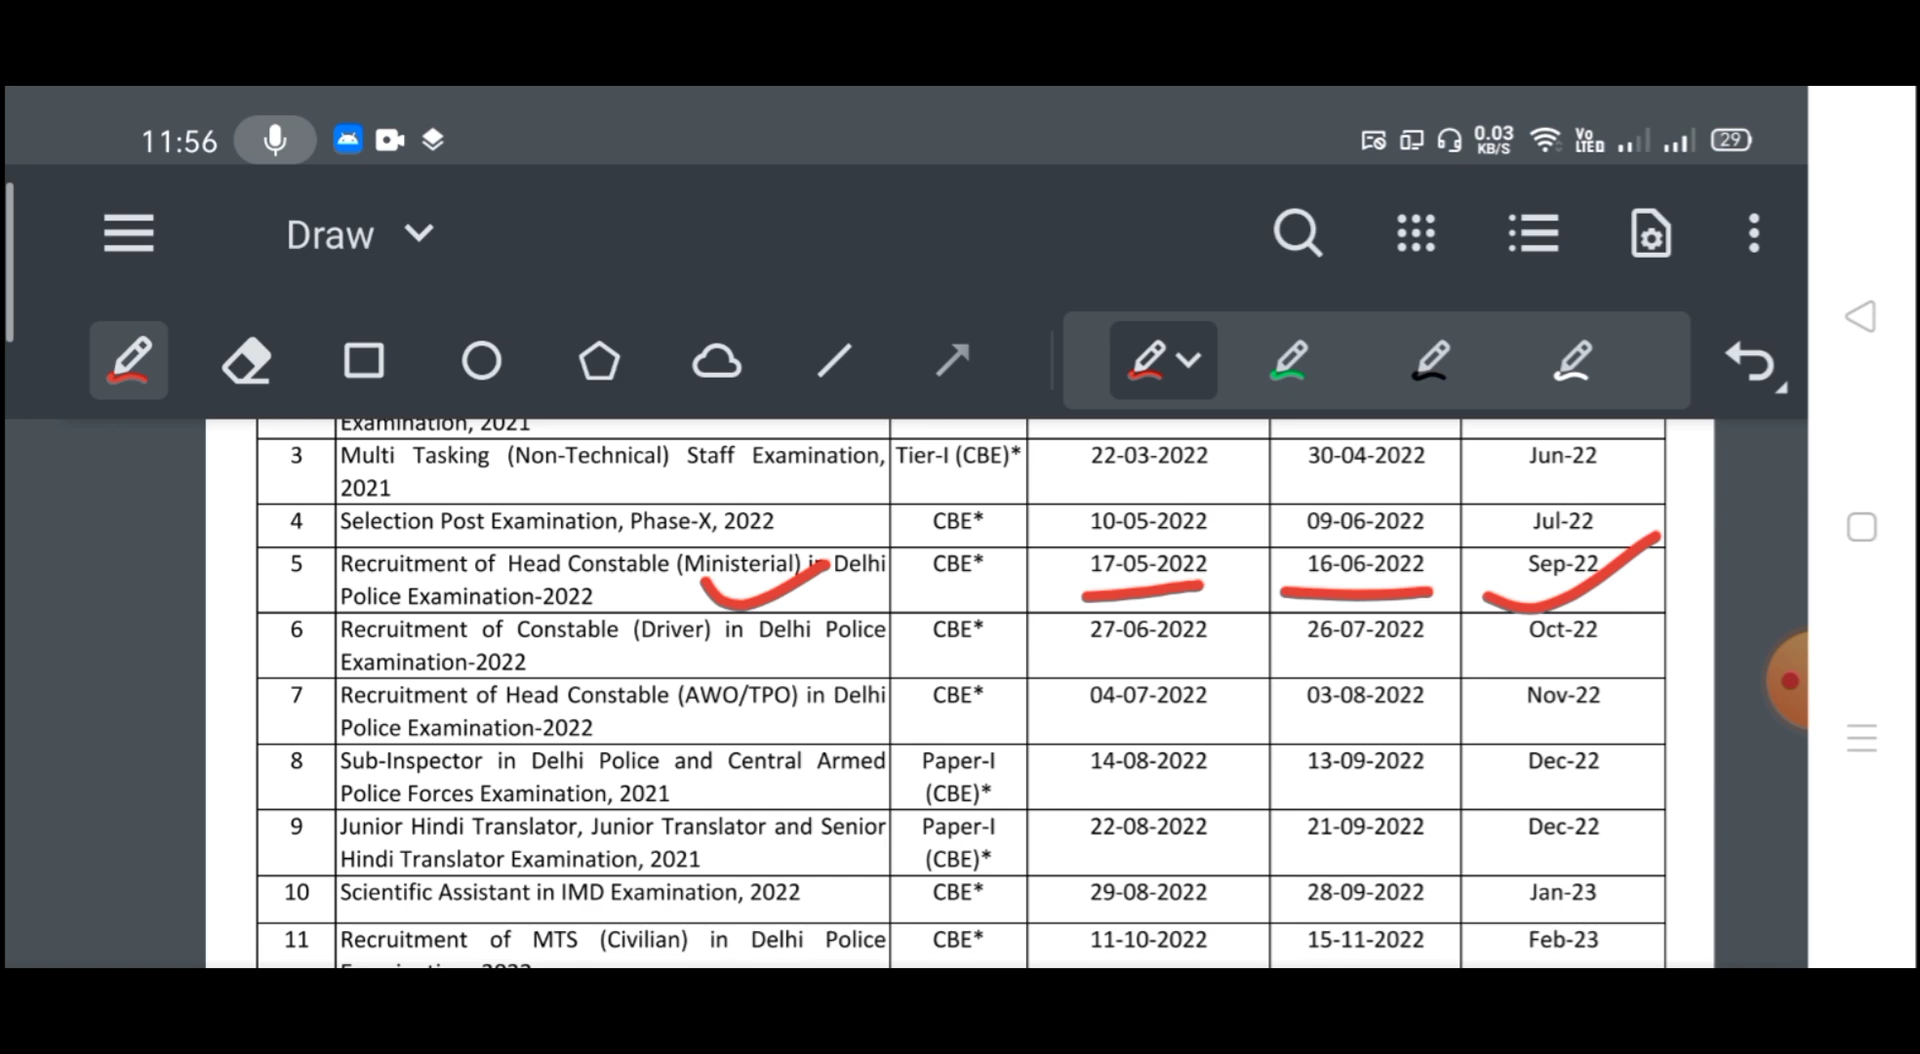 11:56
0.03
KB/S
Vo
LTE
29
Draw
Examination, 2021
3 Multi Tasking (Non-Technical) Staff Examination, Tier-I (CBE)* 22-03-2022 30-04-2022 Jun-22
2021
4 Selection Post Examination, Phase-X, 2022 CBE* 10-05-2022 09-06-2022 Jul-22
5 Recruitment of Head Constable (Ministerial) in Delhi CBE* 17-05-2022 16-06-2022 Sep-22
Police Examination-2022
6 Recruitment of Constable (Driver) in Delhi Police CBE* 27-06-2022 26-07-2022 Oct-22
Examination-2022
7 Recruitment of Head Constable (AWO/TPO) in Delhi CBE* 04-07-2022 03-08-2022 Nov-22
Police Examination-2022
8 Sub-Inspector in Delhi Police and Central Armed Paper-I 14-08-2022 13-09-2022 Dec-22
Police Forces Examination, 2021 (CBE)*
9 Junior Hindi Translator, Junior Translator and Senior Paper-I 22-08-2022 21-09-2022 Dec-22
Hindi Translator Examination, 2021 (CBE)*
10 Scientific Assistant in IMD Examination, 2022 CBE* 29-08-2022 28-09-2022 Jan-23
11 Recruitment of MTS (Civilian) in Delhi Police CBE* 11-10-2022 15-11-2022 Feb-23